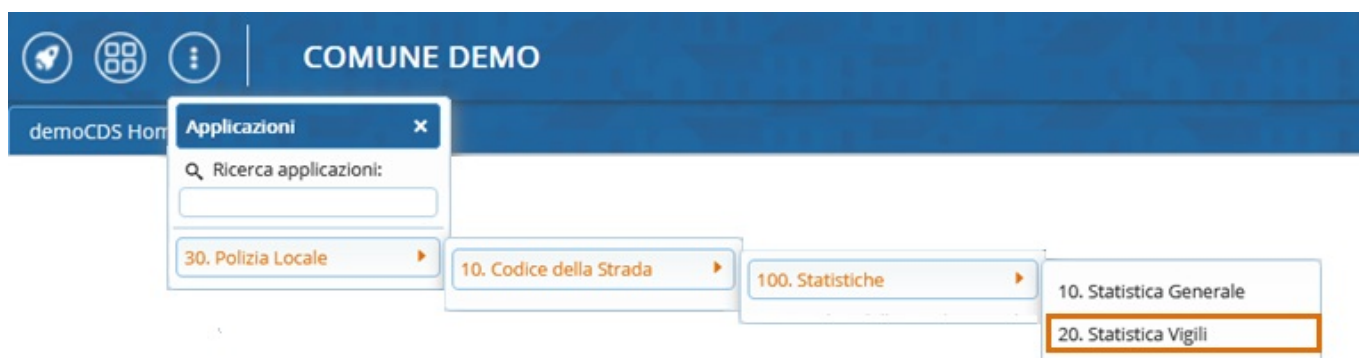 COMUNE DEMO
demoCDS Hom
Applicazioni
Ricerca applicazioni:
30. Polizia Locale
10. Codice della Strada
100. Statistiche
10. Statistica Generale
20. Statistica Vigili